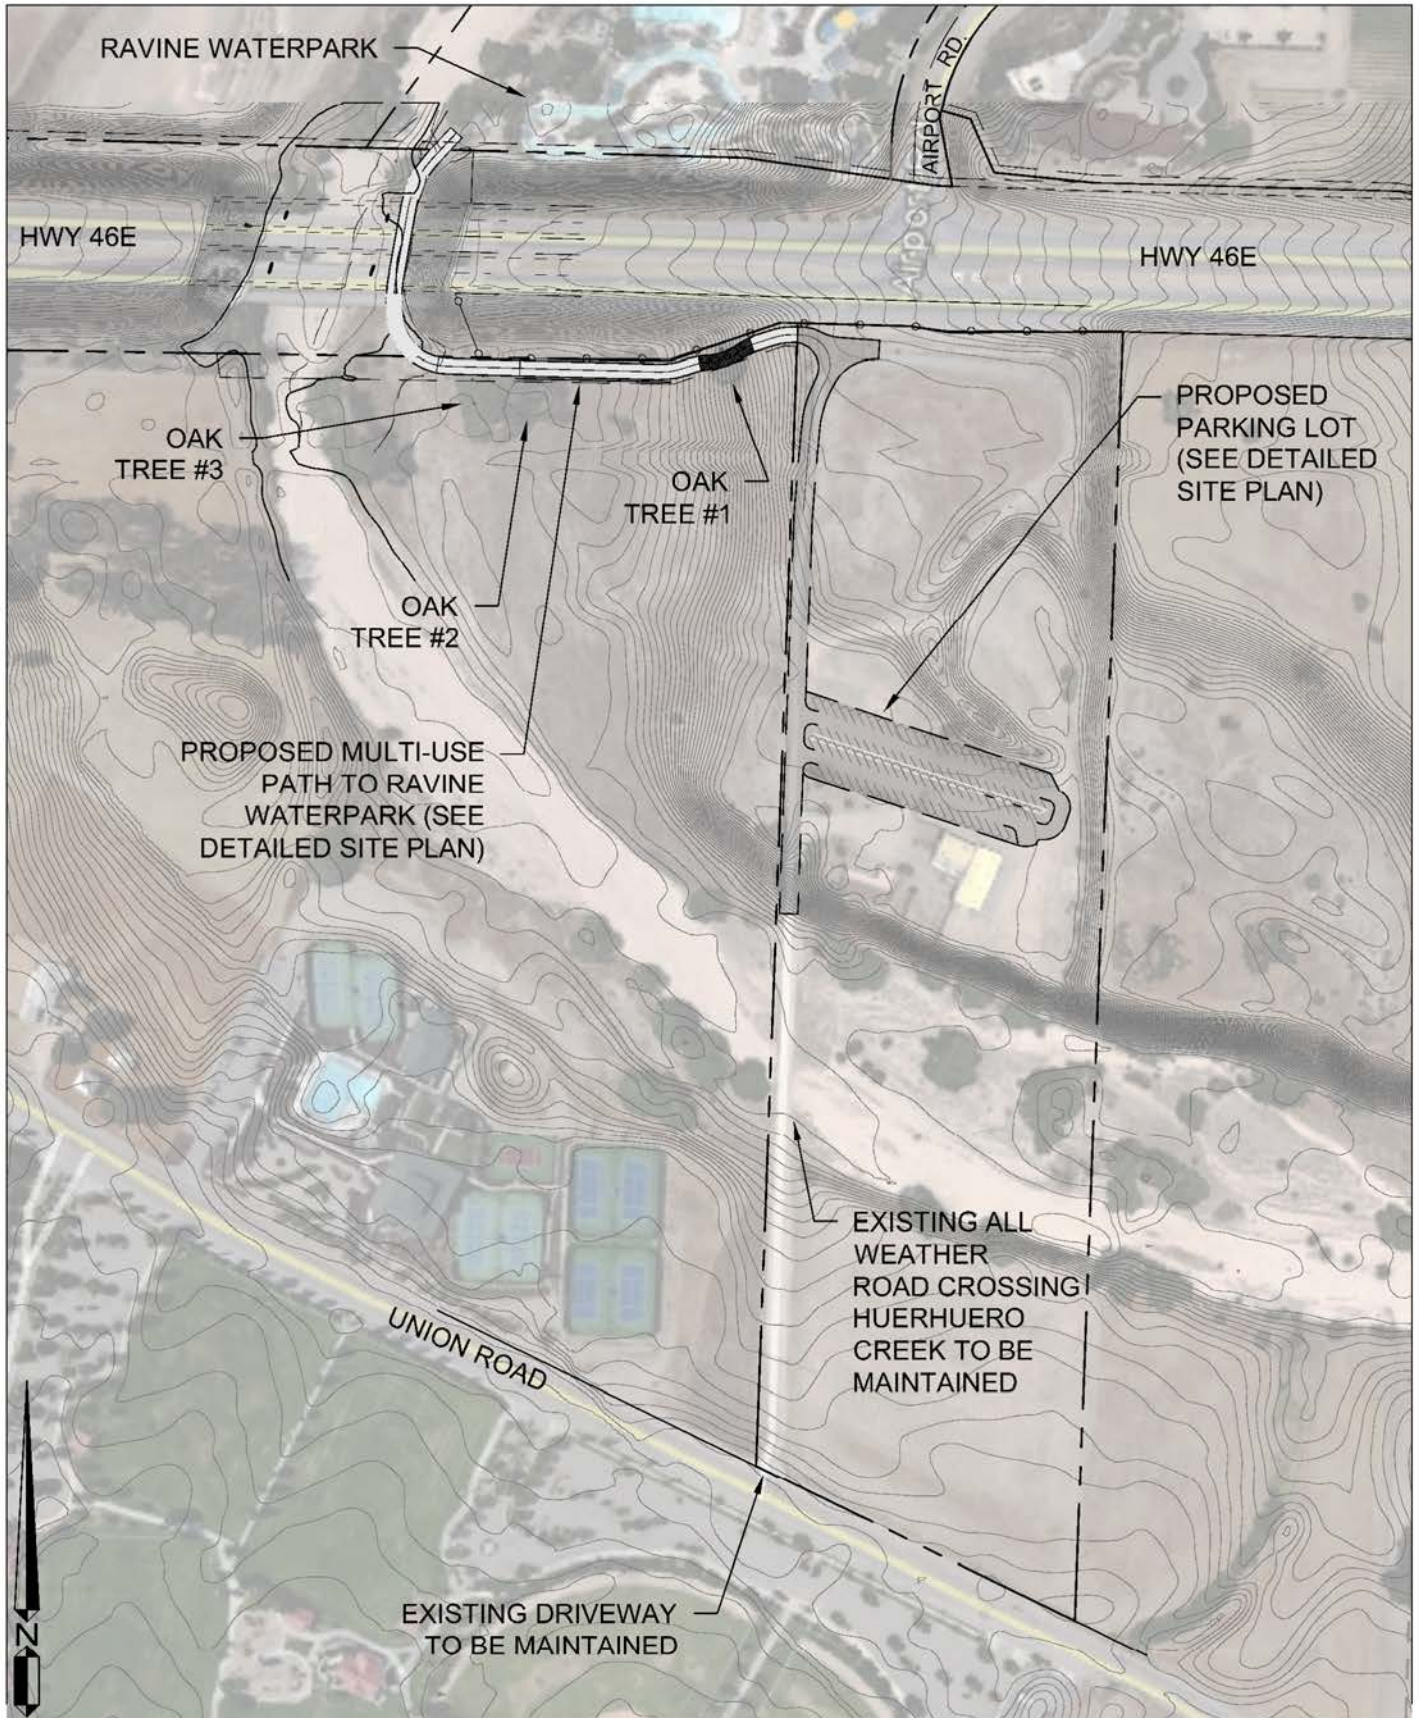 RAVINE WATERPARK
AIRPORT RD.
HWY 46E
HWY 46E
Airport
PROPOSED
PARKING LOT
(SEE DETAILED
SITE PLAN)
OAK
TREE #3
OAK
TREE #1
OAK
TREE #2
PROPOSED MULTI-USE
PATH TO RAVINE
WATERPARK (SEE
DETAILED SITE PLAN)
EXISTING ALL
WEATHER
ROAD CROSSING
HUERHUERO
CREEK TO BE
MAINTAINED
UNION ROAD
EXISTING DRIVEWAY
TO BE MAINTAINED
N